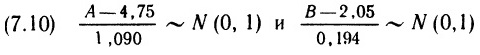 (7.10) A—4,75 / 1,090 ~ N (0, 1) и B—2,05 / 0,194 ~ N (0,1)